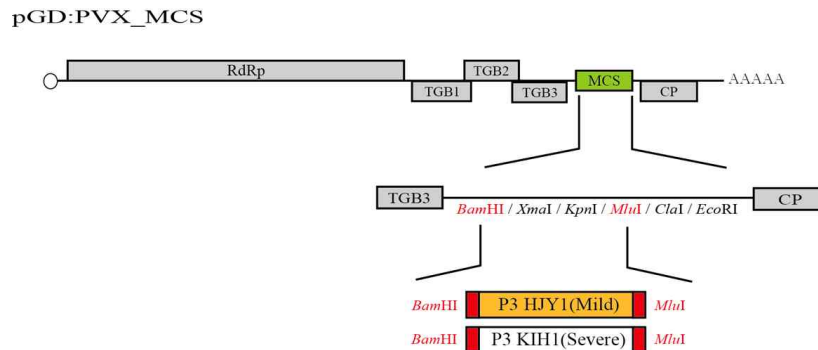 pGD:PVX_MCS
RdRp
TGB1
TGB2
TGB3
MCS
CP
AAAAA
TGB3
BamHI / XmaI / KpnI / MluI / ClaI / EcoRI
CP
BamHI P3 HJY1(Mild) MluI
BamHI P3 KIH1(Severe) MluI